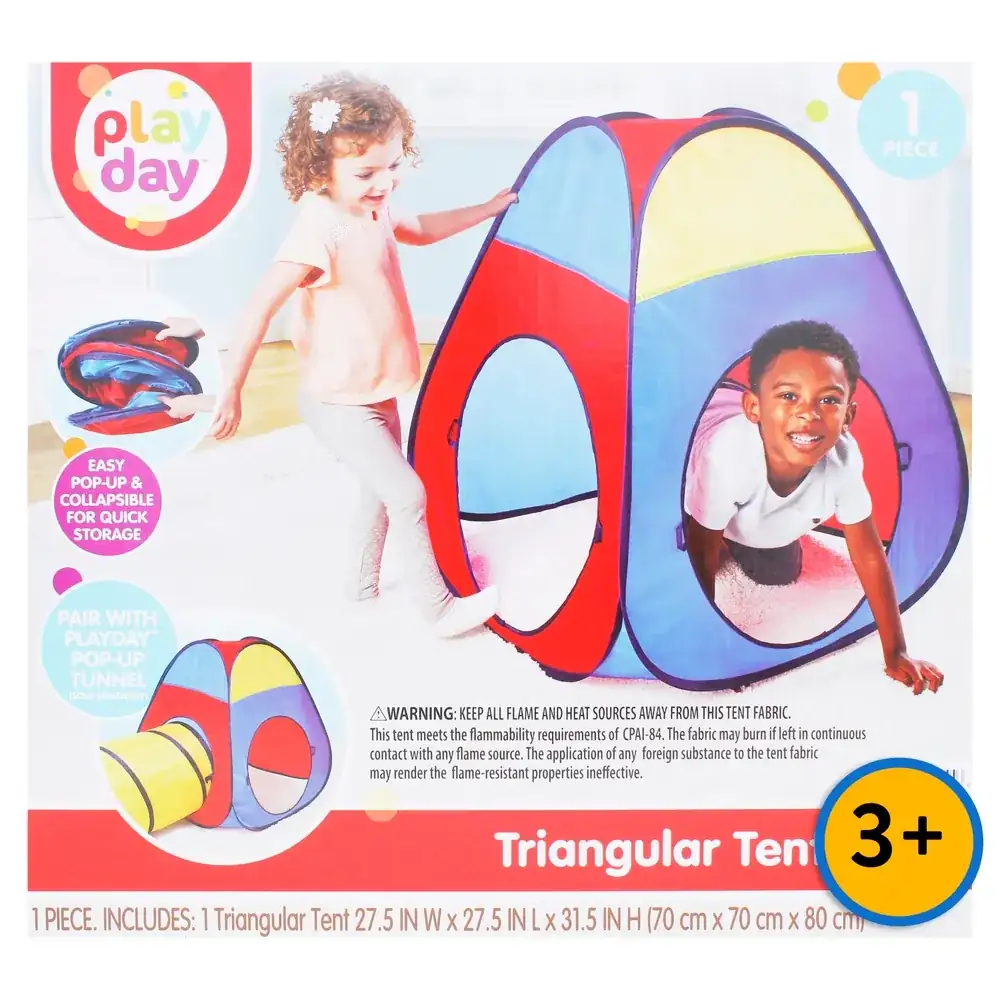 play
day™
1
PIECE
EASY
POP-UP &
COLLAPSIBLE
FOR QUICK
STORAGE
PAIR WITH
PLAYDAY™
POP-UP
TUNNEL
⚠WARNING: KEEP ALL FLAME AND HEAT SOURCES AWAY FROM THIS TENT FABRIC.
This tent meets the flammability requirements of CPAI-84. The fabric may burn if left in continuous
contact with any flame source. The application of any foreign substance to the tent fabric
may render the flame-resistant properties ineffective.
3+
Triangular Tent
1 PIECE. INCLUDES: 1 Triangular Tent 27.5 IN W x 27.5 IN L x 31.5 IN H (70 cm x 70 cm x 80 cm)